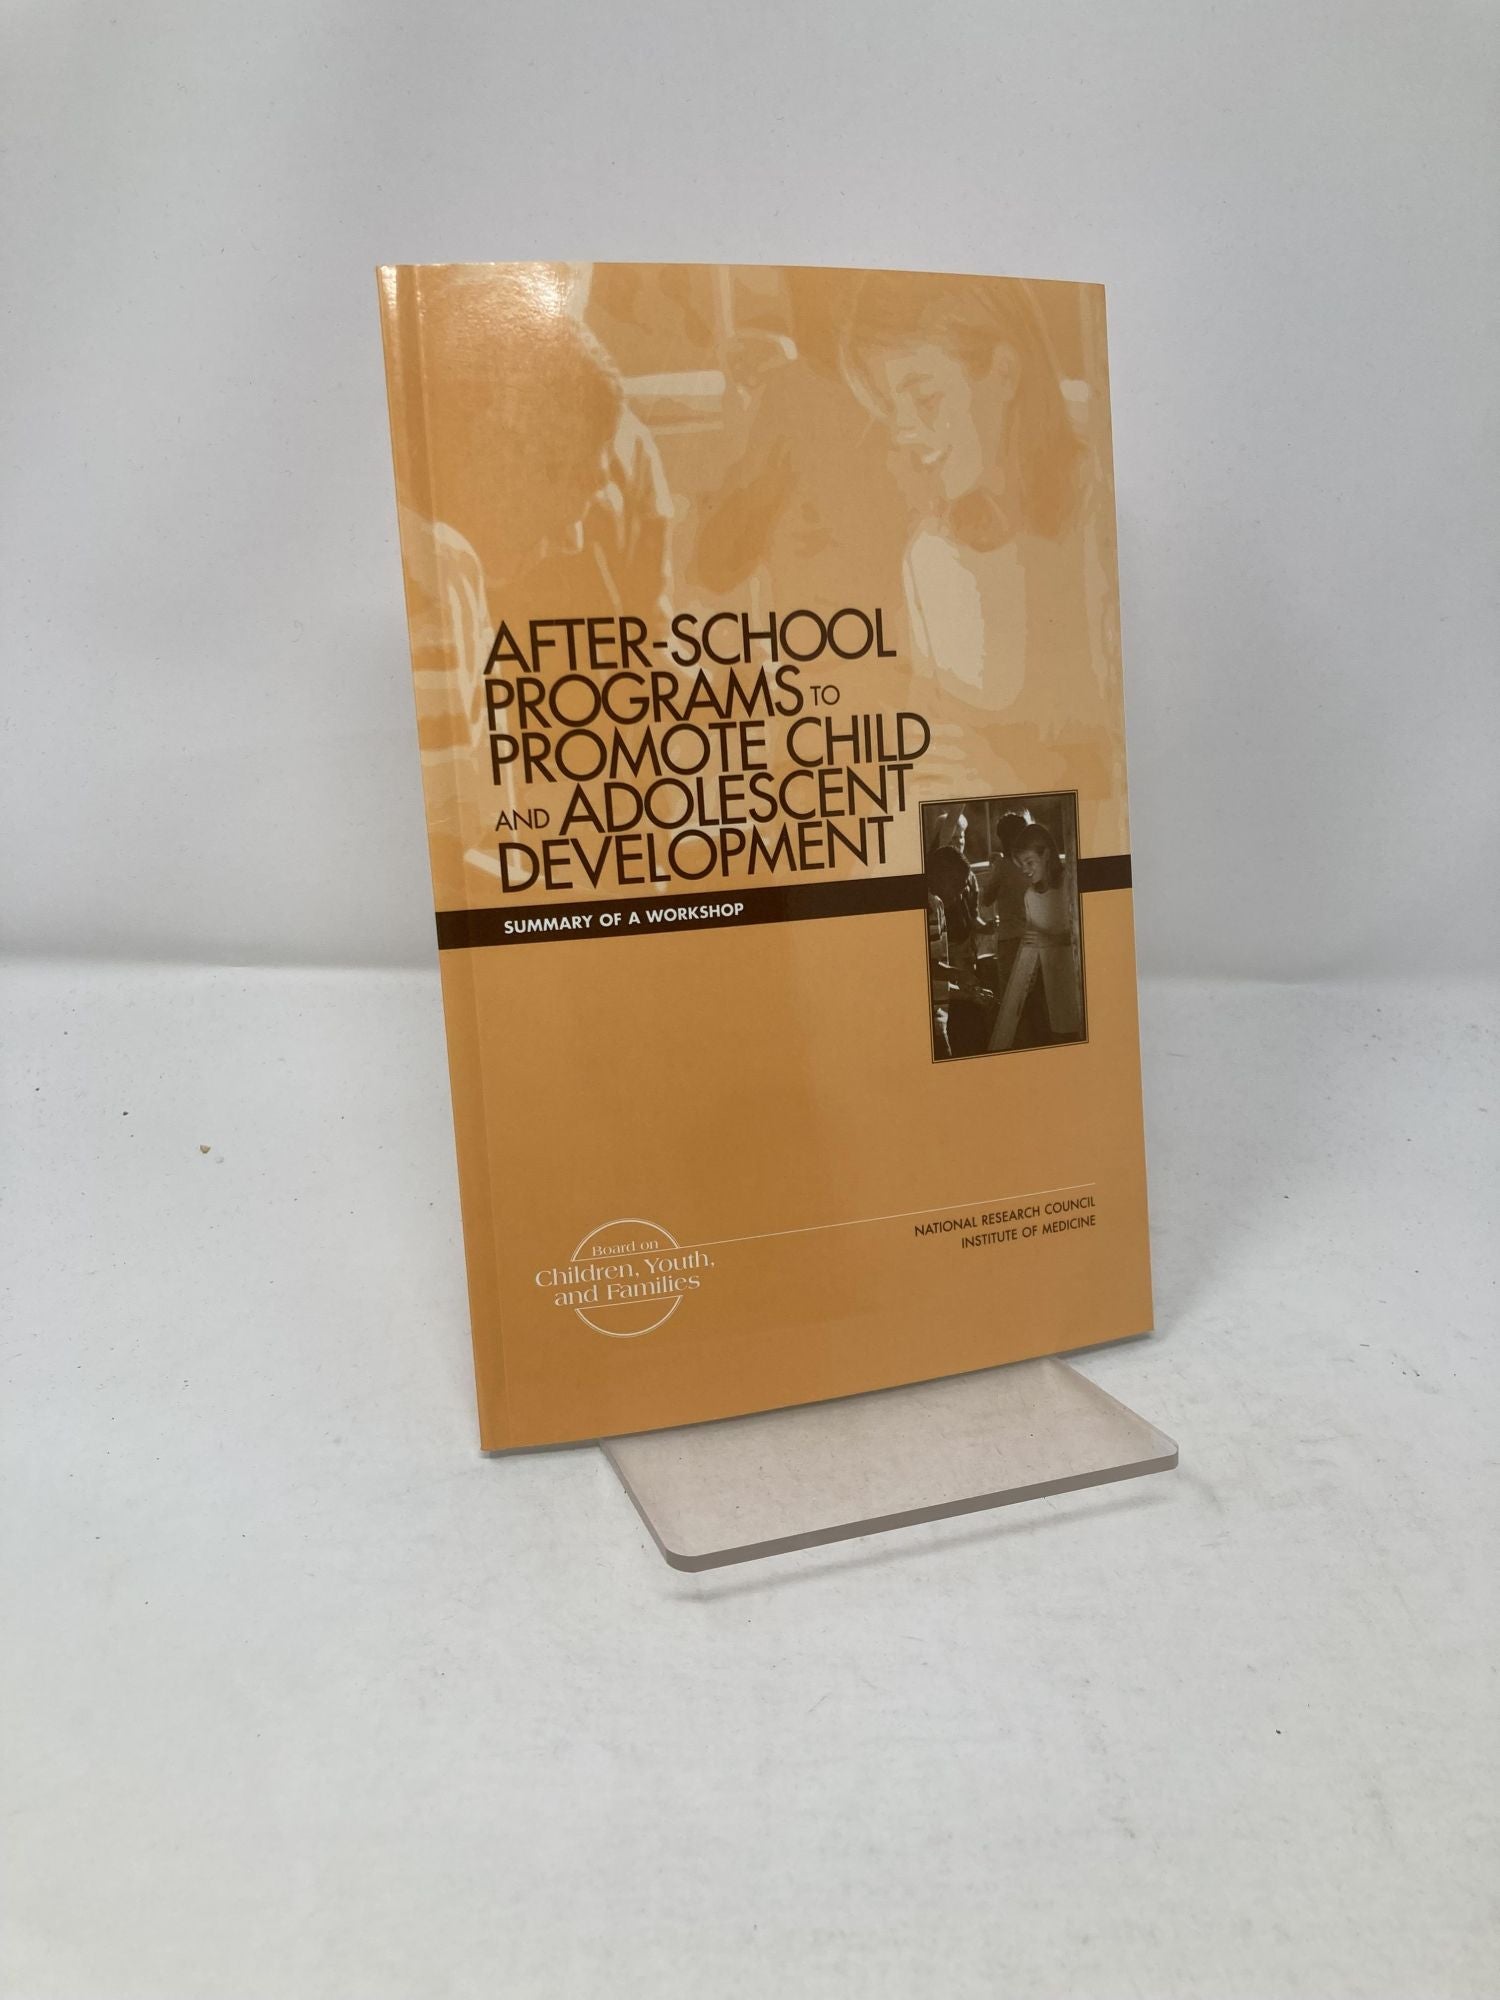 AFTER-SCHOOL
PROGRAMS TO
PROMOTE CHILD
AND ADOLESCENT
DEVELOPMENT
SUMMARY OF A WORKSHOP
NATIONAL RESEARCH COUNCIL
INSTITUTE OF MEDICINE
Board on
Children, Youth,
and Families